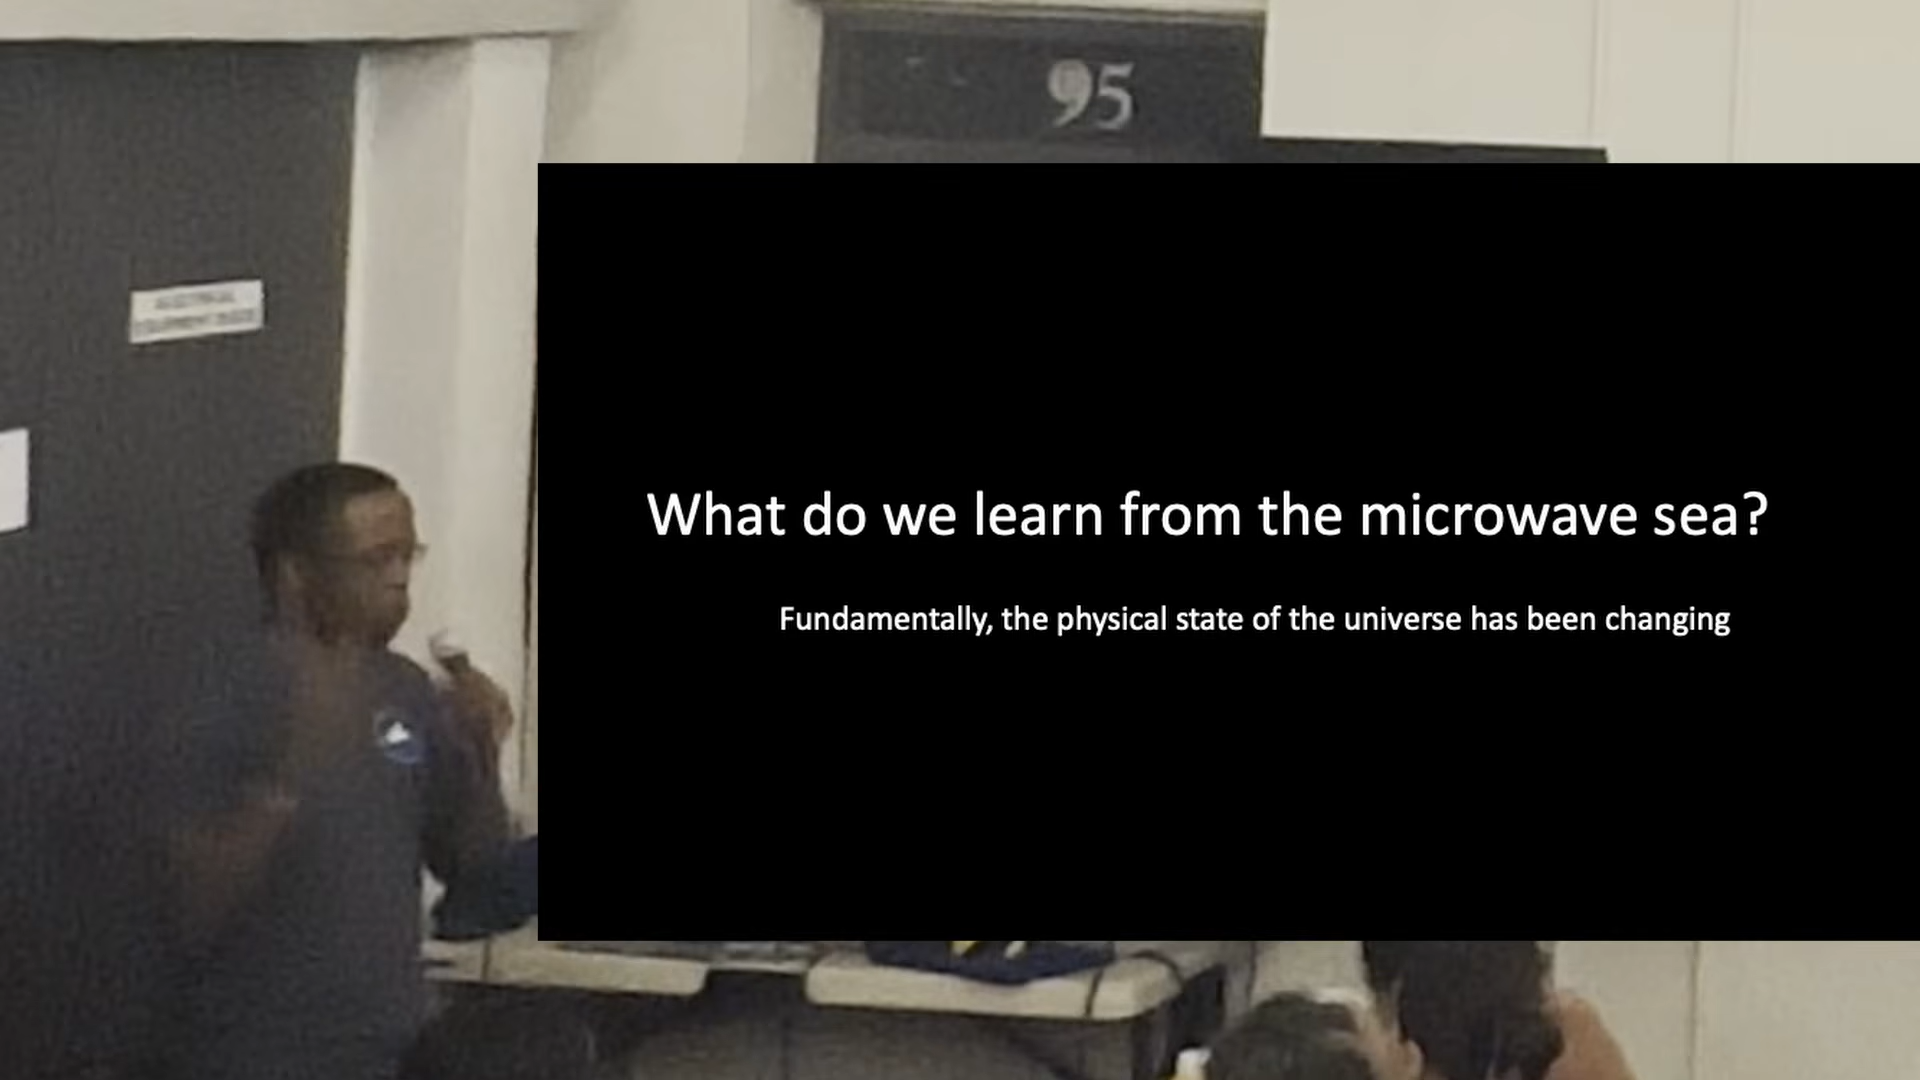 95
What do we learn from the microwave sea?
Fundamentally, the physical state of the universe has been changing